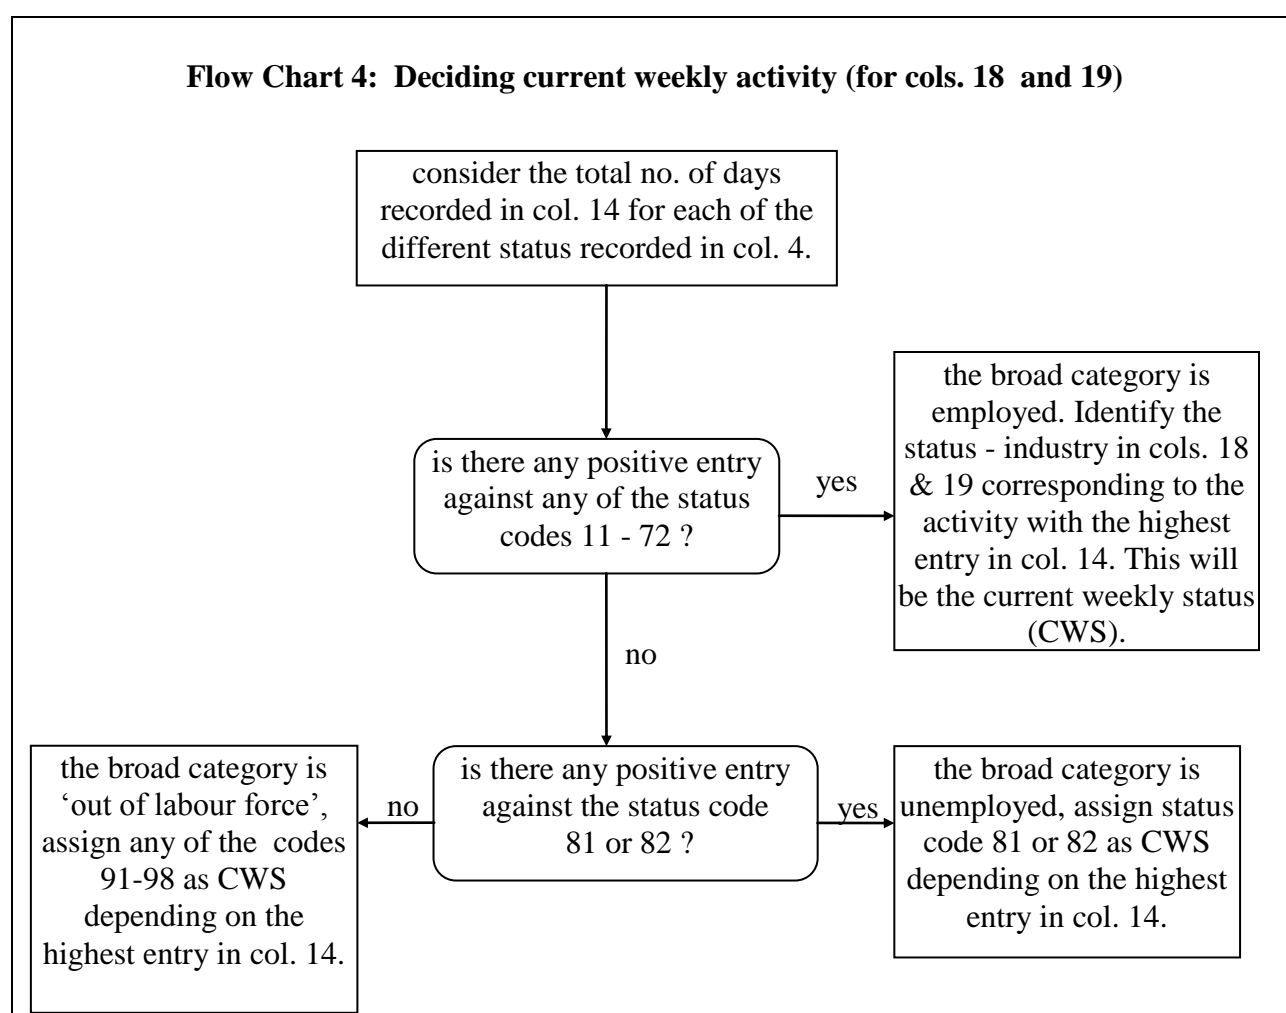 Flow Chart 4:  Deciding current weekly activity (for cols. 18  and 19)
consider the total no. of days
recorded in col. 14 for each of the
different status recorded in col. 4.
is there any positive entry
against any of the status
codes 11 - 72 ?
yes
the broad category is
employed. Identify the
status - industry in cols. 18
& 19 corresponding to the
activity with the highest
entry in col. 14. This will
be the current weekly status
(CWS).
no
is there any positive entry
against the status code
81 or 82 ?
yes
the broad category is
unemployed, assign status
code 81 or 82 as CWS
depending on the highest
entry in col. 14.
no
the broad category is
‘out of labour force’,
assign any of the  codes
91-98 as CWS
depending on the
highest entry in col. 14.